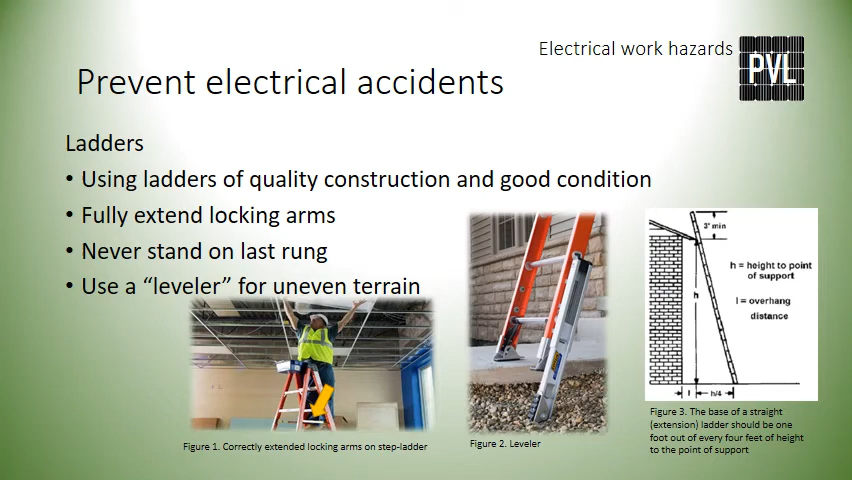 Electrical work hazards
PVL
Prevent electrical accidents
Ladders
• Using ladders of quality construction and good condition
• Fully extend locking arms
• Never stand on last rung
• Use a “leveler” for uneven terrain
Figure 1. Correctly extended locking arms on step-ladder
Figure 2. Leveler
3" min
h = height to point
of support
l = overhang
distance
h
l
h/4
Figure 3. The base of a straight
(extension) ladder should be one
foot out of every four feet of height
to the point of support